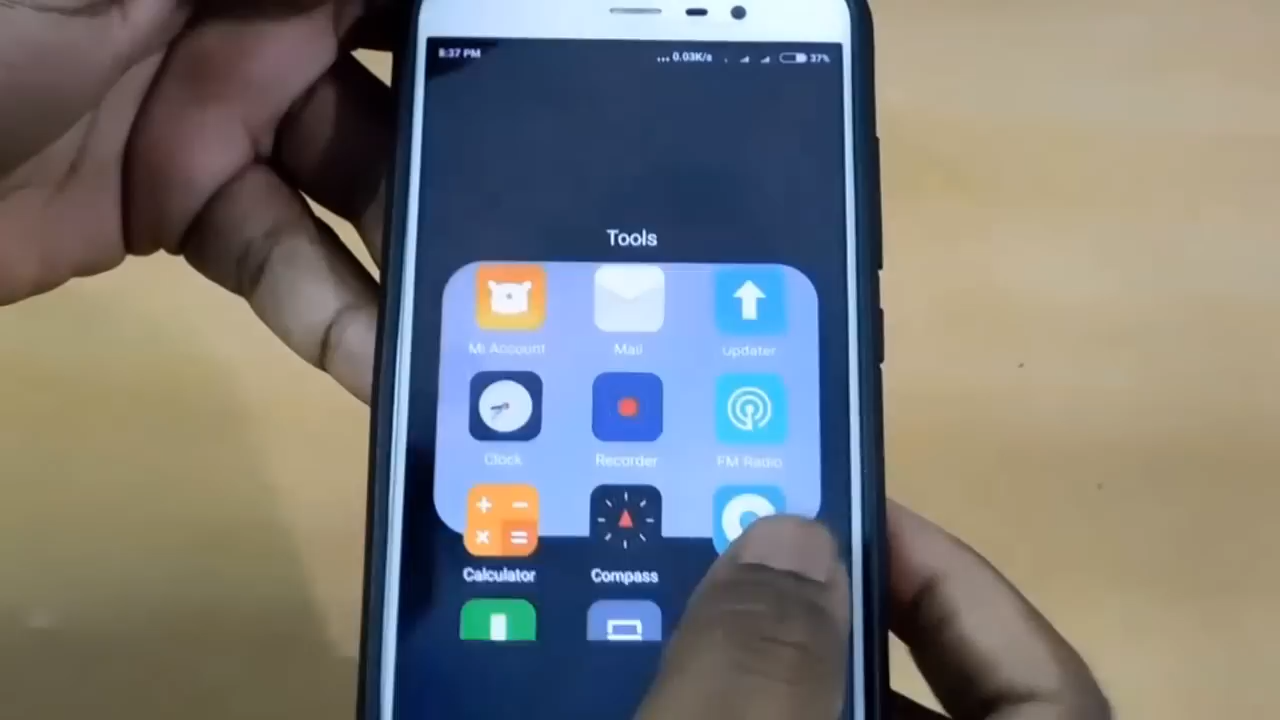 8:37 PM ... 0.03K/s 37%
Tools
Mi Account Mail Updater
Clock Recorder FM Radio
Calculator Compass